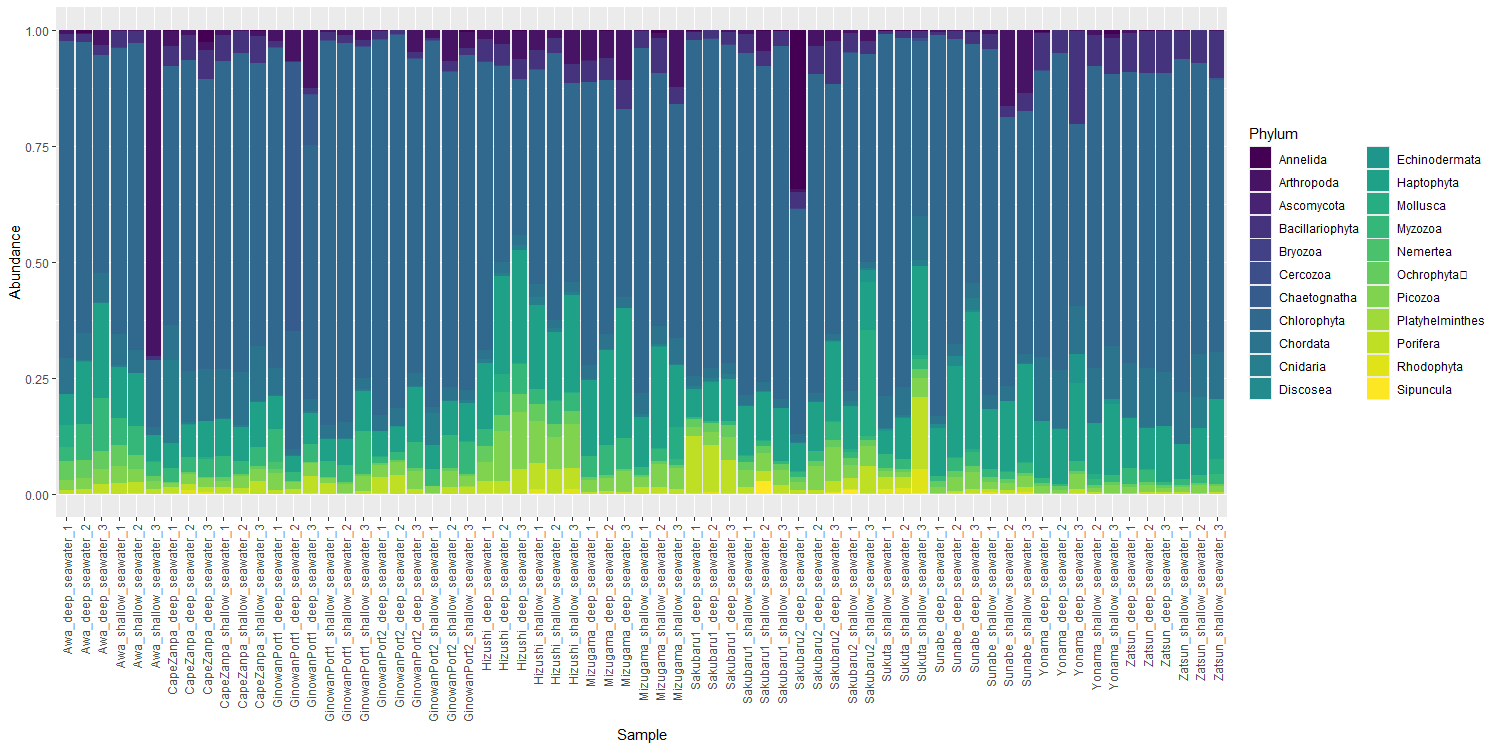 1.00
0.75
0.50
0.25
0.00
Abundance
Awa_deep_seawater_1
Awa_deep_seawater_2
Awa_deep_seawater_3
Awa_shallow_seawater_1
Awa_shallow_seawater_2
Awa_shallow_seawater_3
CapeZanpa_deep_seawater_1
CapeZanpa_deep_seawater_2
CapeZanpa_deep_seawater_3
CapeZanpa_shallow_seawater_1
CapeZanpa_shallow_seawater_2
CapeZanpa_shallow_seawater_3
GinowanPort1_deep_seawater_1
GinowanPort1_deep_seawater_2
GinowanPort1_deep_seawater_3
GinowanPort1_shallow_seawater_1
GinowanPort1_shallow_seawater_2
GinowanPort1_shallow_seawater_3
GinowanPort2_deep_seawater_1
GinowanPort2_deep_seawater_2
GinowanPort2_deep_seawater_3
GinowanPort2_shallow_seawater_1
GinowanPort2_shallow_seawater_2
GinowanPort2_shallow_seawater_3
Hizushi_deep_seawater_1
Hizushi_deep_seawater_2
Hizushi_deep_seawater_3
Hizushi_shallow_seawater_1
Hizushi_shallow_seawater_2
Hizushi_shallow_seawater_3
Mizugama_deep_seawater_1
Mizugama_deep_seawater_2
Mizugama_deep_seawater_3
Mizugama_shallow_seawater_1
Mizugama_shallow_seawater_2
Mizugama_shallow_seawater_3
Sakubaru1_deep_seawater_1
Sakubaru1_deep_seawater_2
Sakubaru1_deep_seawater_3
Sakubaru1_shallow_seawater_1
Sakubaru1_shallow_seawater_2
Sakubaru1_shallow_seawater_3
Sakubaru2_deep_seawater_1
Sakubaru2_deep_seawater_2
Sakubaru2_deep_seawater_3
Sakubaru2_shallow_seawater_2
Sakubaru2_shallow_seawater_3
Sukuta_shallow_seawater_1
Sukuta_shallow_seawater_2
Sukuta_shallow_seawater_3
Sunabe_deep_seawater_1
Sunabe_deep_seawater_2
Sunabe_deep_seawater_3
Sunabe_shallow_seawater_1
Sunabe_shallow_seawater_2
Sunabe_shallow_seawater_3
Yonama_deep_seawater_1
Yonama_deep_seawater_2
Yonama_deep_seawater_3
Yonama_shallow_seawater_2
Yonama_shallow_seawater_3
Zatsun_deep_seawater_1
Zatsun_deep_seawater_2
Zatsun_deep_seawater_3
Zatsun_shallow_seawater_1
Zatsun_shallow_seawater_2
Zatsun_shallow_seawater_3
Sample
Phylum
Annelida
Arthropoda
Ascomycota
Bacillariophyta
Bryozoa
Cercozoa
Chaetognatha
Chlorophyta
Chordata
Cnidaria
Discosea
Echinodermata
Haptophyta
Mollusca
Myzozoa
Nemertea
Ochrophyta
Picozoa
Platyhelminthes
Porifera
Rhodophyta
Sipuncula